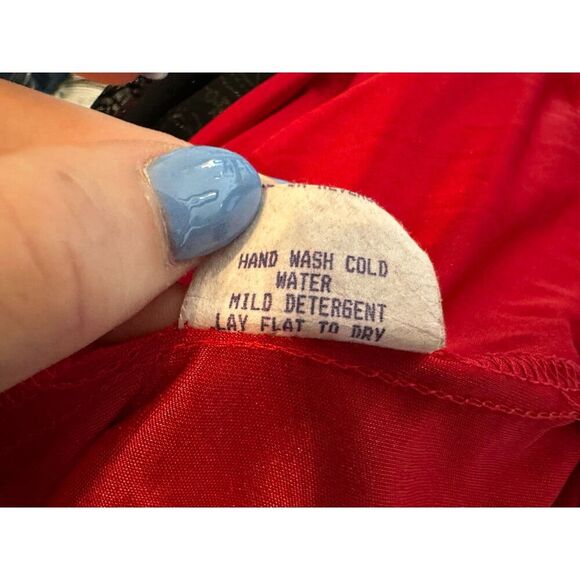 HAND WASH COLD
WATER
MILD DETERGENT
LAY FLAT TO DRY